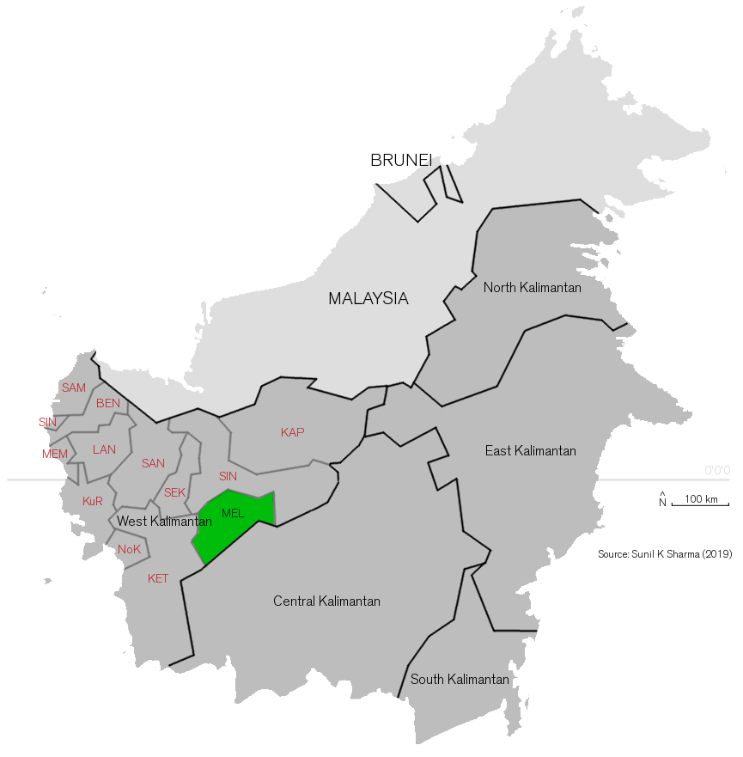 BRUNEI
North Kalimantan
MALAYSIA
SAM
BEN
SIN
KAP
MEM
LAN
SAN
East Kalimantan
SIN
0°0'0
SEK
KuR
^
N
100 km
MEL
West Kalimantan
NoK
Source: Sunil K Sharma (2019)
KET
Central Kalimantan
South Kalimantan